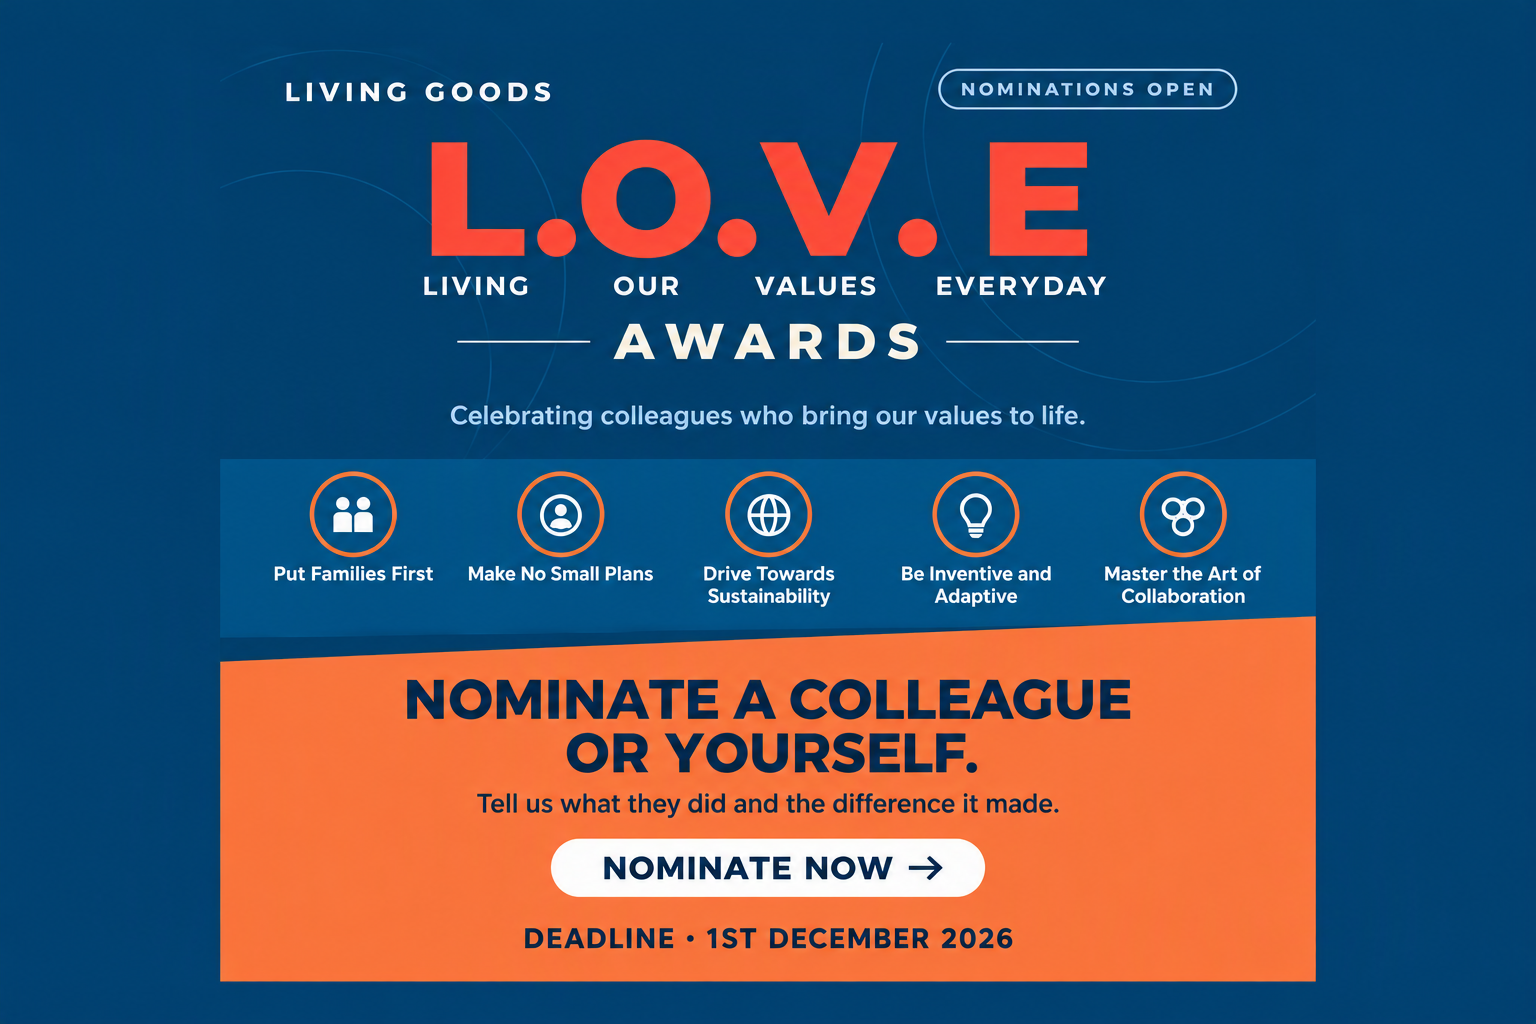 LIVING GOODS
NOMINATIONS OPEN
L.O.V. E
LIVING OUR VALUES EVERYDAY
AWARDS
Celebrating colleagues who bring our values to life.
Put Families First
Make No Small Plans
Drive Towards
Sustainability
Be Inventive and
Adaptive
Master the Art of
Collaboration
NOMINATE A COLLEAGUE
OR YOURSELF.
Tell us what they did and the difference it made.
NOMINATE NOW →
DEADLINE • 1ST DECEMBER 2026